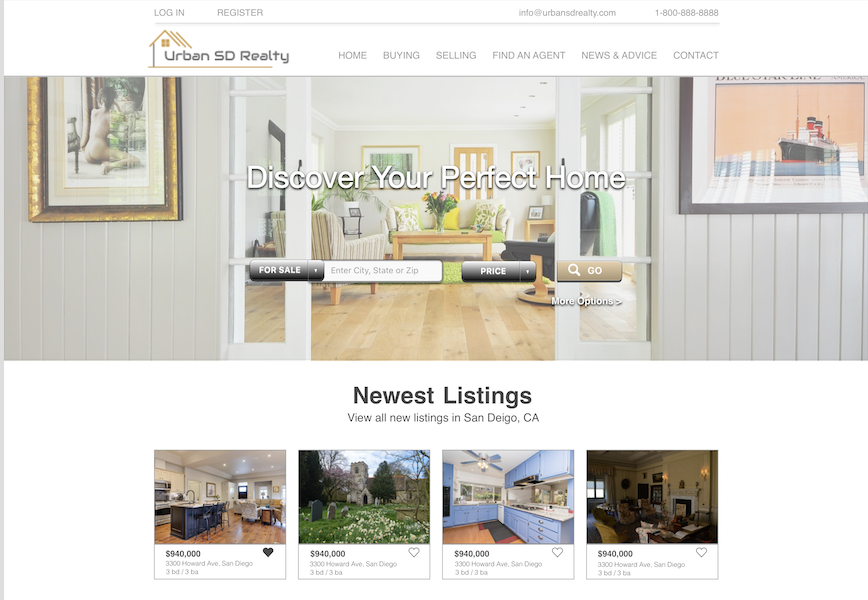 LOG IN
REGISTER
info@urbansdrealty.com
1-800-888-8888
Urban SD Realty
HOME
BUYING
SELLING
FIND AN AGENT
NEWS & ADVICE
CONTACT
BLUE STAR LINE
Discover Your Perfect Home
FOR SALE
Enter City, State or Zip
PRICE
GO
More Options >
Newest Listings
View all new listings in San Deigo, CA
$940,000
3300 Howard Ave, San Diego
3 bd / 3 ba
$940,000
3300 Howard Ave, San Diego
3 bd / 3 ba
$940,000
3300 Howard Ave, San Diego
3 bd / 3 ba
$940,000
3300 Howard Ave, San Diego
3 bd / 3 ba